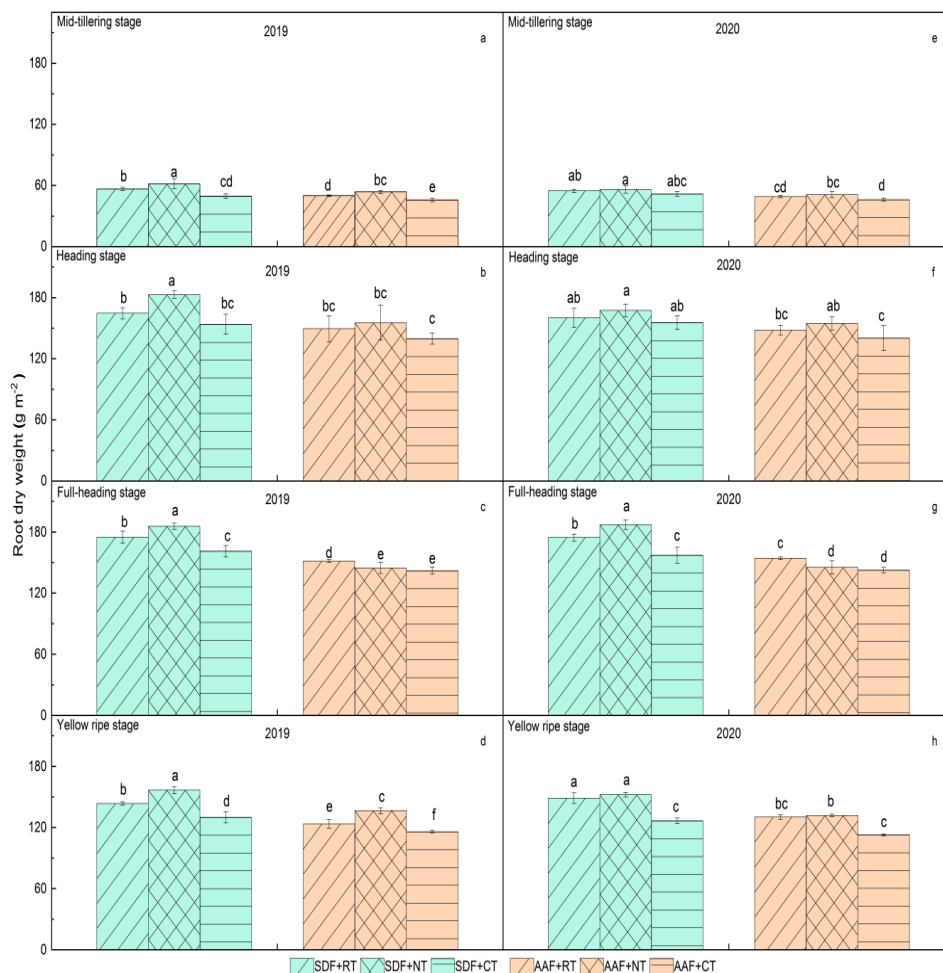 Root dry weight (g m⁻²)
Mid-tillering stage
2019
a
180
120
60
0
b
a
cd
d
bc
e
Mid-tillering stage
2020
e
ab
a
abc
cd
bc
d
Heading stage
2019
b
180
120
60
0
b
a
bc
bc
bc
c
Heading stage
2020
f
ab
a
ab
bc
ab
c
Full-heading stage
2019
c
180
120
60
0
b
a
c
d
e
e
Full-heading stage
2020
g
b
a
c
c
d
d
Yellow ripe stage
2019
d
180
120
60
0
b
a
d
e
c
f
Yellow ripe stage
2020
h
a
a
c
bc
b
c
SDF+RT SDF+NT SDF+CT AAF+RT AAF+NT AAF+CT